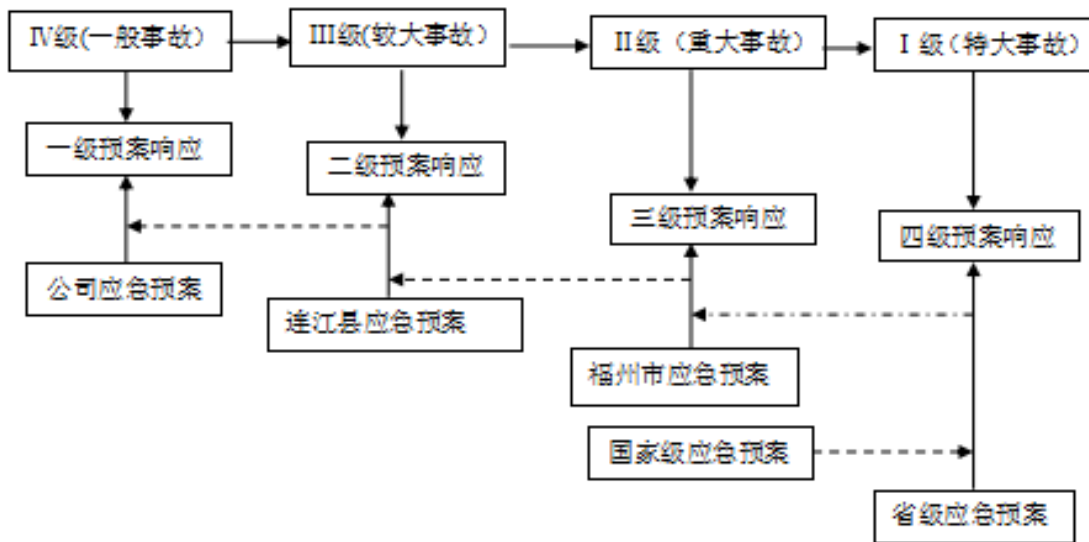 Ⅳ级(一般事故）
III级(较大事故）
II级（重大事故）
I 级（特大事故）
一级预案响应
二级预案响应
三级预案响应
四级预案响应
公司应急预案
连江县应急预案
福州市应急预案
国家级应急预案
省级应急预案